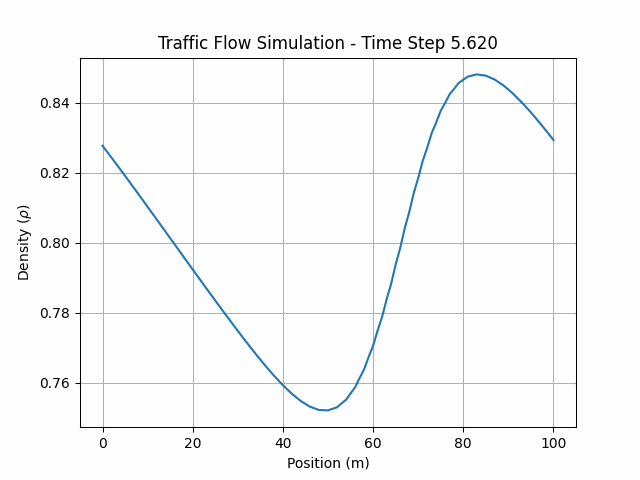 Traffic Flow Simulation - Time Step 5.620
0.84
0.82
0.80
0.78
0.76
Density (ρ)
0 20 40 60 80 100
Position (m)